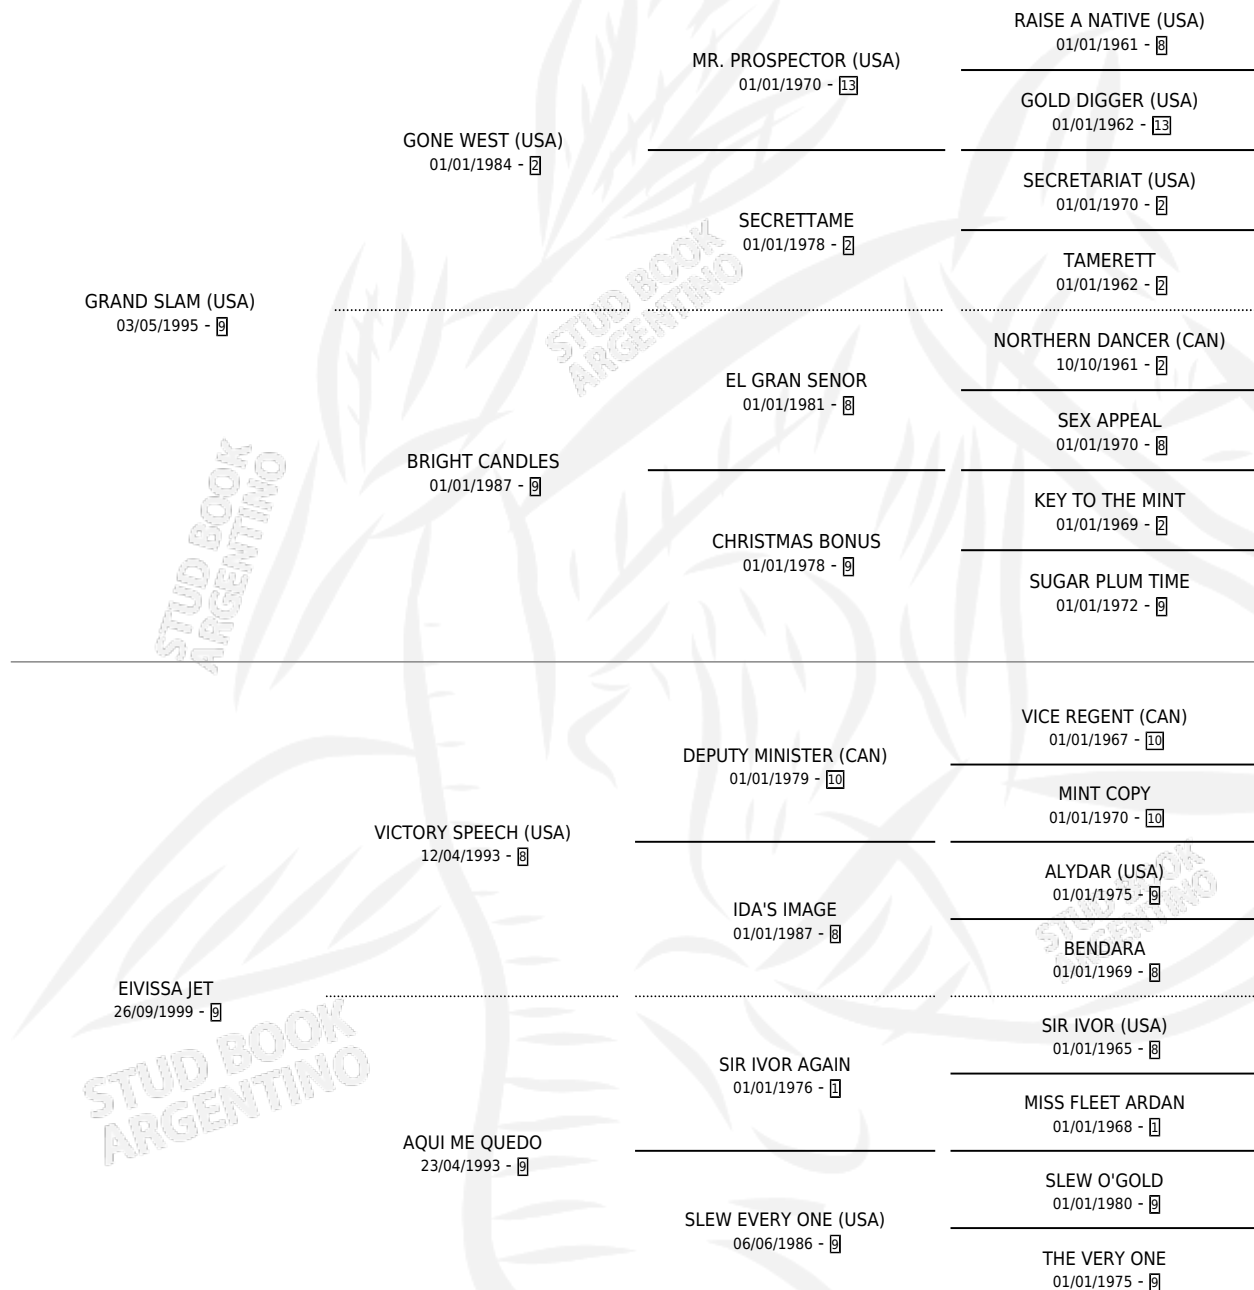 RAISE A NATIVE (USA)
01/01/1961 - 8
MR. PROSPECTOR (USA)
01/01/1970 - 13
GOLD DIGGER (USA)
01/01/1962 - 13
GONE WEST (USA)
01/01/1984 - 2
SECRETARIAT (USA)
01/01/1970 - 2
SECRETTAME
01/01/1978 - 2
TAMERETT
01/01/1962 - 2
GRAND SLAM (USA)
03/05/1995 - 9
STUD BOOK
ARGENTINO
NORTHERN DANCER (CAN)
10/10/1961 - 2
EL GRAN SENOR
01/01/1981 - 8
SEX APPEAL
01/01/1970 - 8
BRIGHT CANDLES
01/01/1987 - 9
KEY TO THE MINT
01/01/1969 - 2
CHRISTMAS BONUS
01/01/1978 - 9
SUGAR PLUM TIME
01/01/1972 - 9
STUD BOOK
ARGENTINO
VICE REGENT (CAN)
01/01/1967 - 10
DEPUTY MINISTER (CAN)
01/01/1979 - 10
MINT COPY
01/01/1970 - 10
VICTORY SPEECH (USA)
12/04/1993 - 8
ALYDAR (USA)
01/01/1975 - 9
IDA'S IMAGE
01/01/1987 - 8
STUD BOOK
ARGENTINO
BENDARA
01/01/1969 - 8
EIVISSA JET
26/09/1999 - 9
STUD BOOK
ARGENTINO
SIR IVOR (USA)
01/01/1965 - 8
SIR IVOR AGAIN
01/01/1976 - 1
MISS FLEET ARDAN
01/01/1968 - 1
AQUI ME QUEDO
23/04/1993 - 9
SLEW O'GOLD
01/01/1980 - 9
SLEW EVERY ONE (USA)
06/06/1986 - 9
THE VERY ONE
01/01/1975 - 9